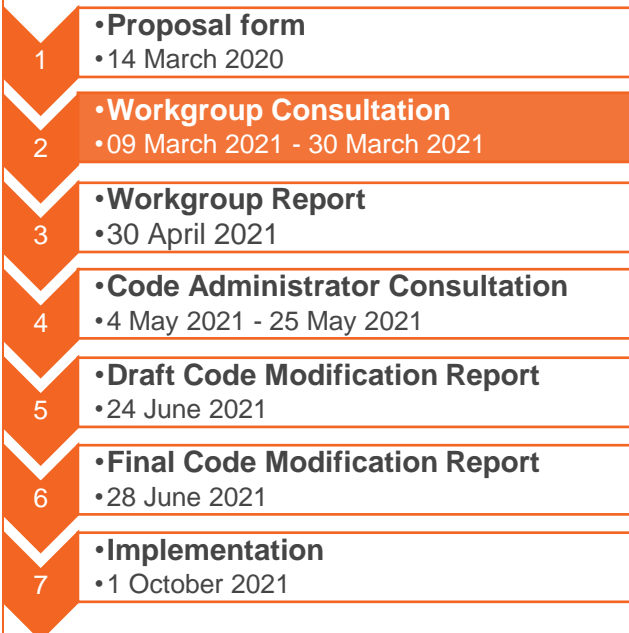 1
•Proposal form
•14 March 2020
2
•Workgroup Consultation
•09 March 2021 - 30 March 2021
3
•Workgroup Report
•30 April 2021
4
•Code Administrator Consultation
•4 May 2021 - 25 May 2021
5
•Draft Code Modification Report
•24 June 2021
6
•Final Code Modification Report
•28 June 2021
7
•Implementation
•1 October 2021